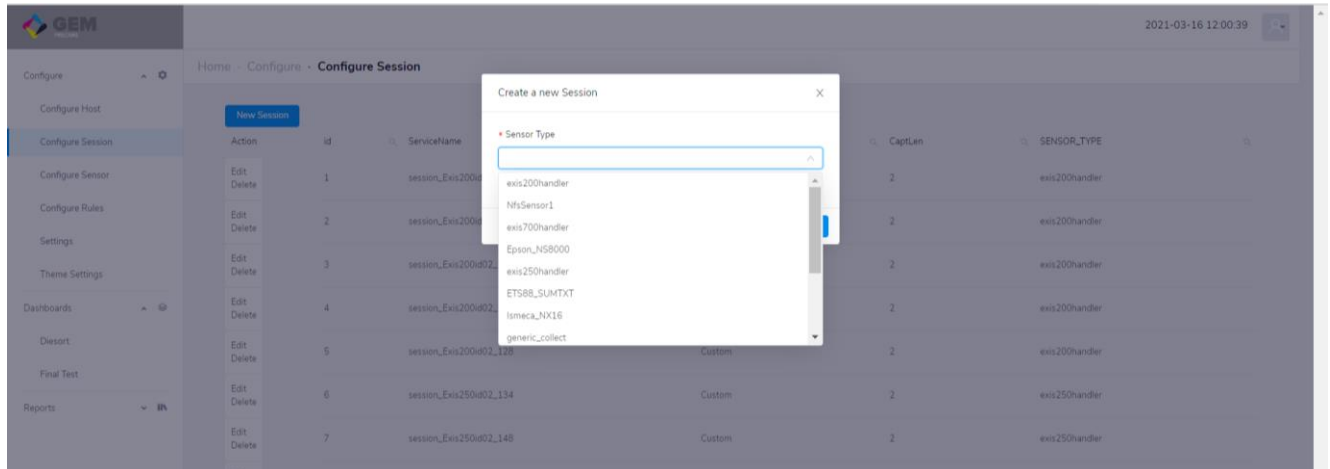 GEM
2021-03-16 12:00:39
Configure
Configure Host
Configure Session
Configure Sensor
Configure Rules
Settings
Theme Settings
Dashboards
Diesort
Final Test
Reports
Home - Configure - Configure Session
New Session
Action Id ServiceName CaptLen SENSOR_TYPE
Edit
Delete 1 session_Exis200id 2 exis200handler
Edit
Delete 2 session_Exis200id 2 exis200handler
Edit
Delete 3 session_Exis200id02_ 2 exis200handler
Edit
Delete 4 session_Exis200id02_ 2 exis200handler
Edit
Delete 5 session_Exis200id02_128 Custom 2 exis200handler
Edit
Delete 6 session_Exis250id02_134 Custom 2 exis250handler
Edit
Delete 7 session_Exis250id02_148 Custom 2 exis250handler
Create a new Session X
* Sensor Type
exis200handler
NfsSensor1
exis700handler
Epson_NS8000
exis250handler
ETS88_SUMTXT
Ismeca_NX16
generic_collect